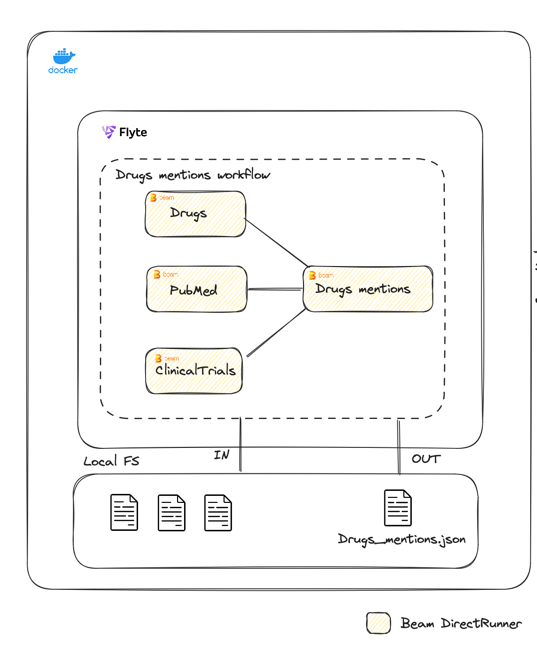 docker
Flyte
Drugs mentions workflow
beam
Drugs
beam
PubMed
beam
Drugs mentions
beam
ClinicalTrials
Local FS
IN
OUT
Drugs_mentions.json
Beam DirectRunner